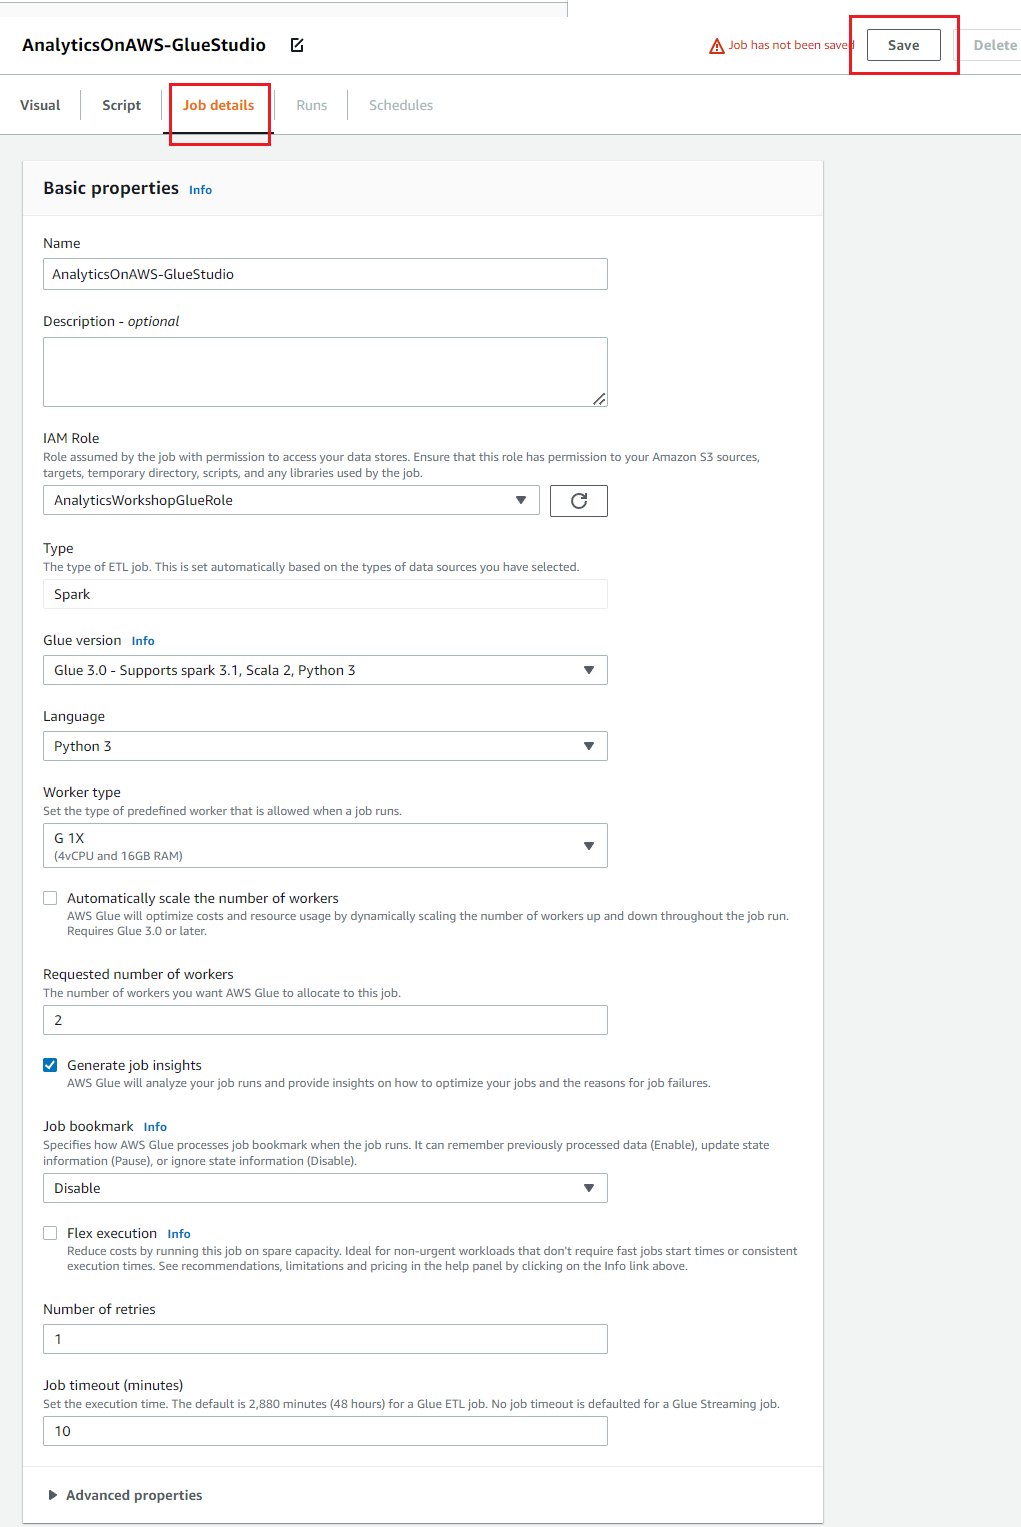 AnalyticsOnAWS-GlueStudio
Job has not been saved
Save
Delete
Visual
Script
Job details
Runs
Schedules
Basic properties Info
Name
AnalyticsOnAWS-GlueStudio
Description - optional
IAM Role
Role assumed by the job with permission to access your data stores. Ensure that this role has permission to your Amazon S3 sources,
targets, temporary directory, scripts, and any libraries used by the job.
AnalyticsWorkshopGlueRole
Type
The type of ETL job. This is set automatically based on the types of data sources you have selected.
Spark
Glue version Info
Glue 3.0 - Supports spark 3.1, Scala 2, Python 3
Language
Python 3
Worker type
Set the type of predefined worker that is allowed when a job runs.
G 1X
(4vCPU and 16GB RAM)
Automatically scale the number of workers
AWS Glue will optimize costs and resource usage by dynamically scaling the number of workers up and down throughout the job run.
Requires Glue 3.0 or later.
Requested number of workers
The number of workers you want AWS Glue to allocate to this job.
2
Generate job insights
AWS Glue will analyze your job runs and provide insights on how to optimize your jobs and the reasons for job failures.
Job bookmark Info
Specifies how AWS Glue processes job bookmark when the job runs. It can remember previously processed data (Enable), update state
information (Pause), or ignore state information (Disable).
Disable
Flex execution Info
Reduce costs by running this job on spare capacity. Ideal for non-urgent workloads that don't require fast jobs start times or consistent
execution times. See recommendations, limitations and pricing in the help panel by clicking on the Info link above.
Number of retries
1
Job timeout (minutes)
Set the execution time. The default is 2,880 minutes (48 hours) for a Glue ETL job. No job timeout is defaulted for a Glue Streaming job.
10
Advanced properties